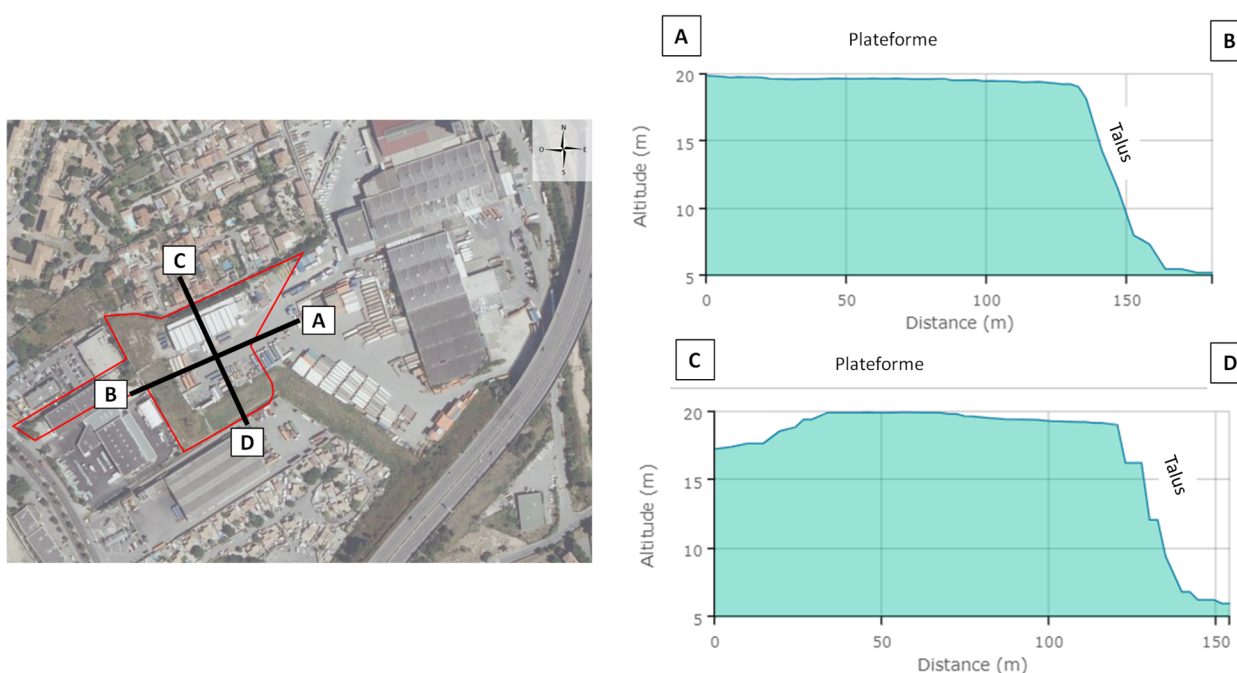 N
O
E
S
C
A
B
D
A
Plateforme
B
20
15
10
5
Altitude (m)
Talus
0
50
100
150
Distance (m)
C
Plateforme
D
20
15
10
5
Altitude (m)
Talus
0
50
100
150
Distance (m)